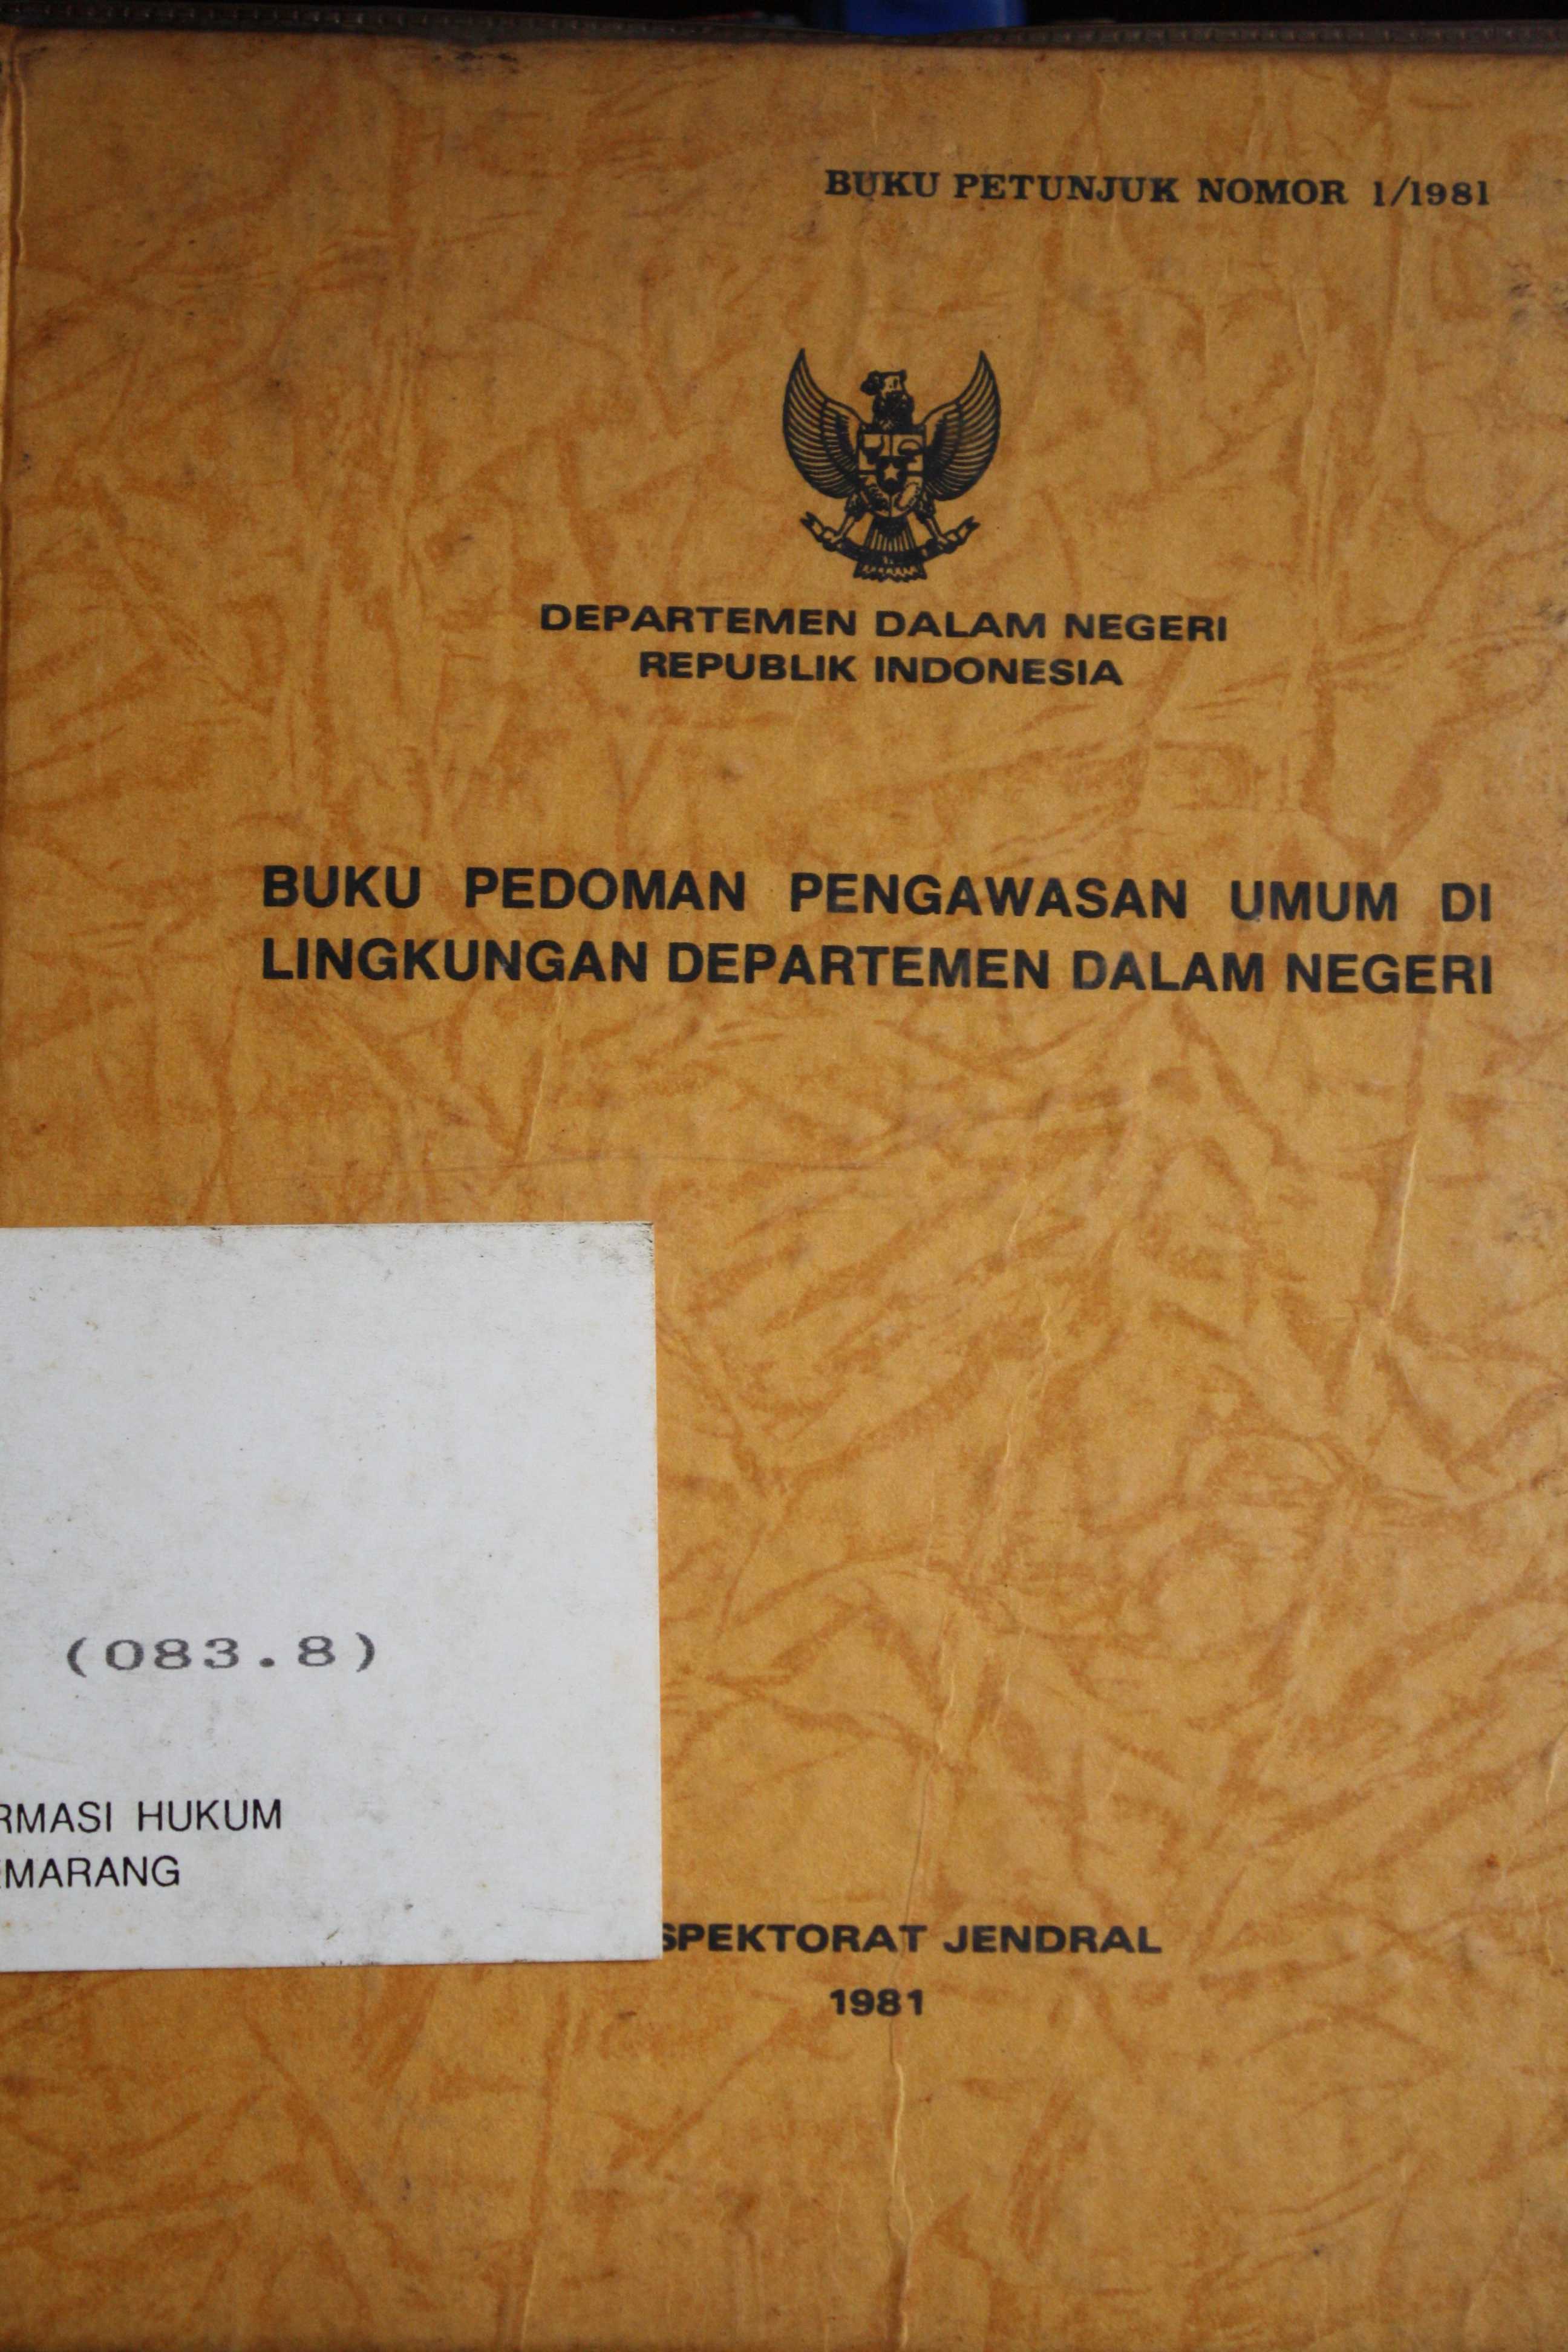 BUKU PETUNJUK NOMOR 1/1981
DEPARTEMEN DALAM NEGERI
REPUBLIK INDONESIA
BUKU PEDOMAN PENGAWASAN UMUM DI
LINGKUNGAN DEPARTEMEN DALAM NEGERI
(083.8)
RMASI HUKUM
EMARANG
SPEKTORAT JENDRAL
1981